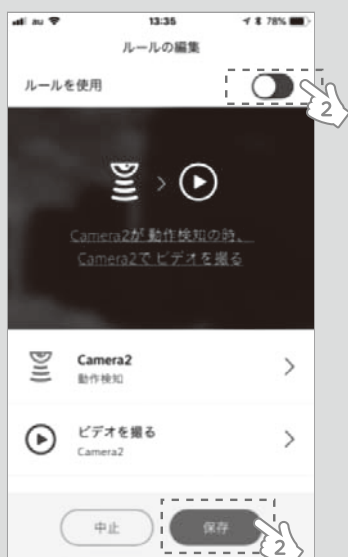 au 13:35 78%
ルールの編集
ルールを使用
2
Camera2が 動作検知の時、
Camera2で ビデオを撮る
Camera2
動作検知
ビデオを撮る
Camera2
中止
保存
2